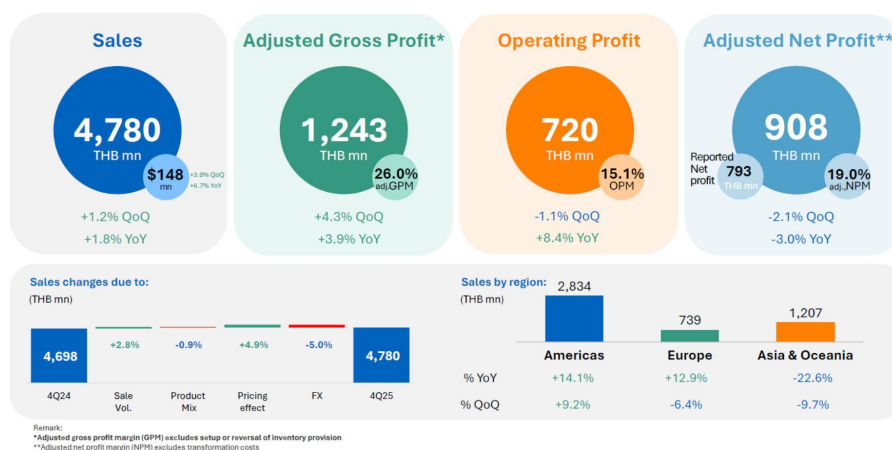 Sales
4,780
THB mn
$148
mn
+3.0% QoQ
+6.7% YoY
+1.2% QoQ
+1.8% YoY
Adjusted Gross Profit*
1,243
THB mn
26.0%
adj.GPM
+4.3% QoQ
+3.9% YoY
Operating Profit
720
THB mn
15.1%
OPM
-1.1% QoQ
+8.4% YoY
Adjusted Net Profit**
908
THB mn
Reported
Net
profit
793
THB mn
19.0%
adj.,NPM
-2.1% QoQ
-3.0% YoY
Sales changes due to:
(THB mn)
4,698 +2.8% -0.9% +4.9% -5.0% 4,780
4Q24 Sale Vol. Product Mix Pricing effect FX 4Q25
Sales by region:
(THB mn)
2,834 739 1,207
Americas Europe Asia & Oceania
% YoY +14.1% +12.9% -22.6%
% QoQ +9.2% -6.4% -9.7%
Remark:
*Adjusted gross profit margin (GPM) excludes setup or reversal of inventory provision
**Adjusted net profit margin (NPM) excludes transformation costs